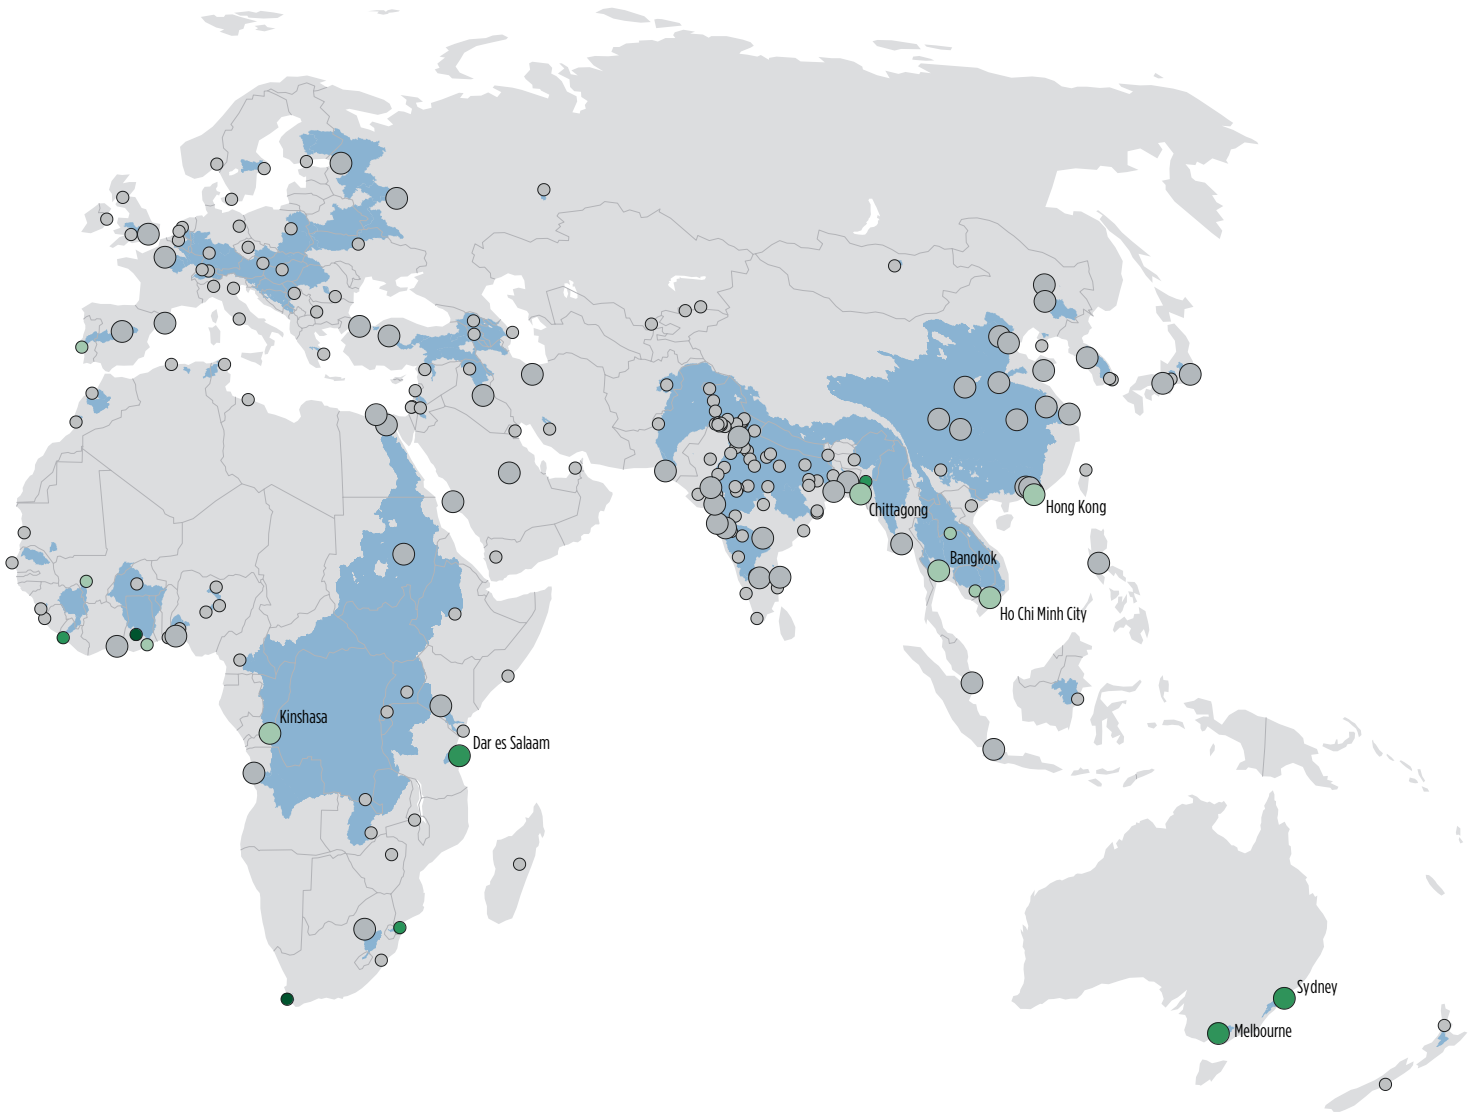 Hong Kong
Chittagong
Bangkok
Ho Chi Minh City
Kinshasa
Dar es Salaam
Sydney
Melbourne